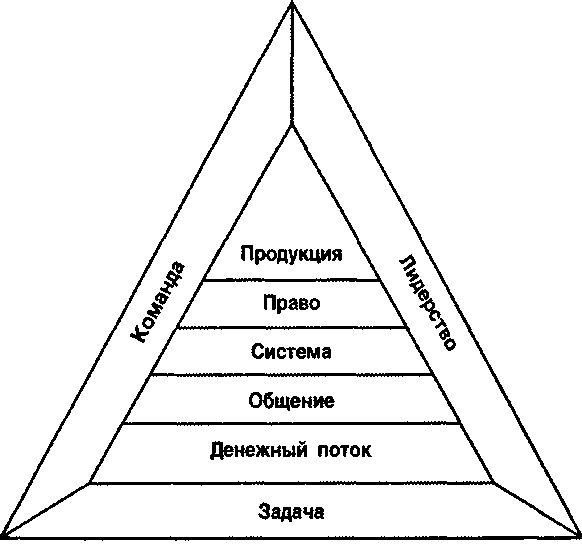 Продукция
Право
Система
Общение
Денежный поток
Задача
Команда
Лидерство